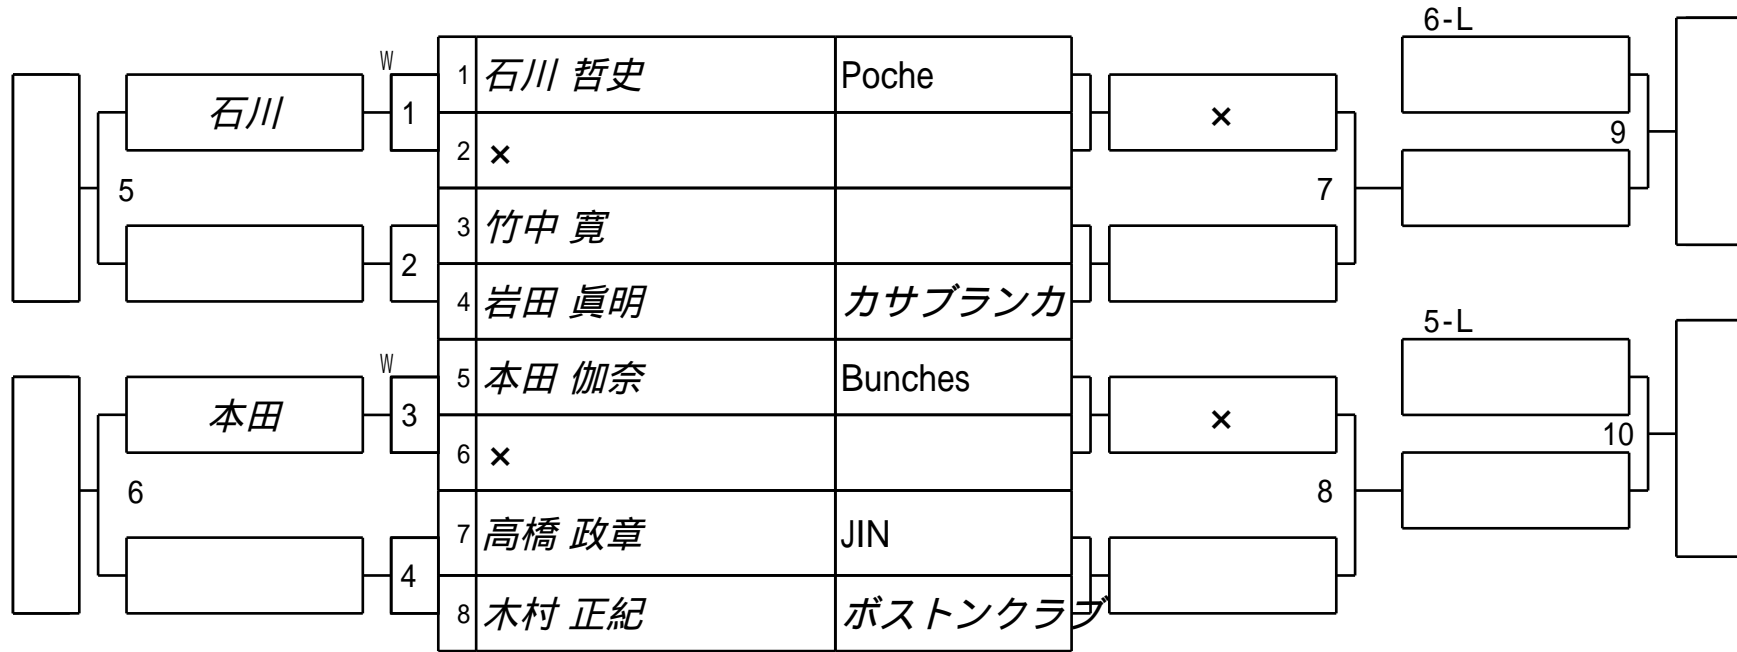 6-L
W
1 石川 哲史 Poche
石川 1 × 9
2 ×
5 7
3 竹中 寛
2
4 岩田 眞明 カサブランカ
5-L
W
5 本田 伽奈 Bunches
本田 3 × 10
6 ×
6 8
7 高橋 政章 JIN
4
8 木村 正紀 ボストンクラブ